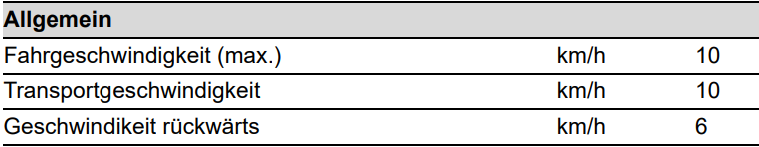 Allgemein
Fahrgeschwindigkeit (max.) km/h 10
Transportgeschwindigkeit km/h 10
Geschwindikeit rückwärts km/h 6